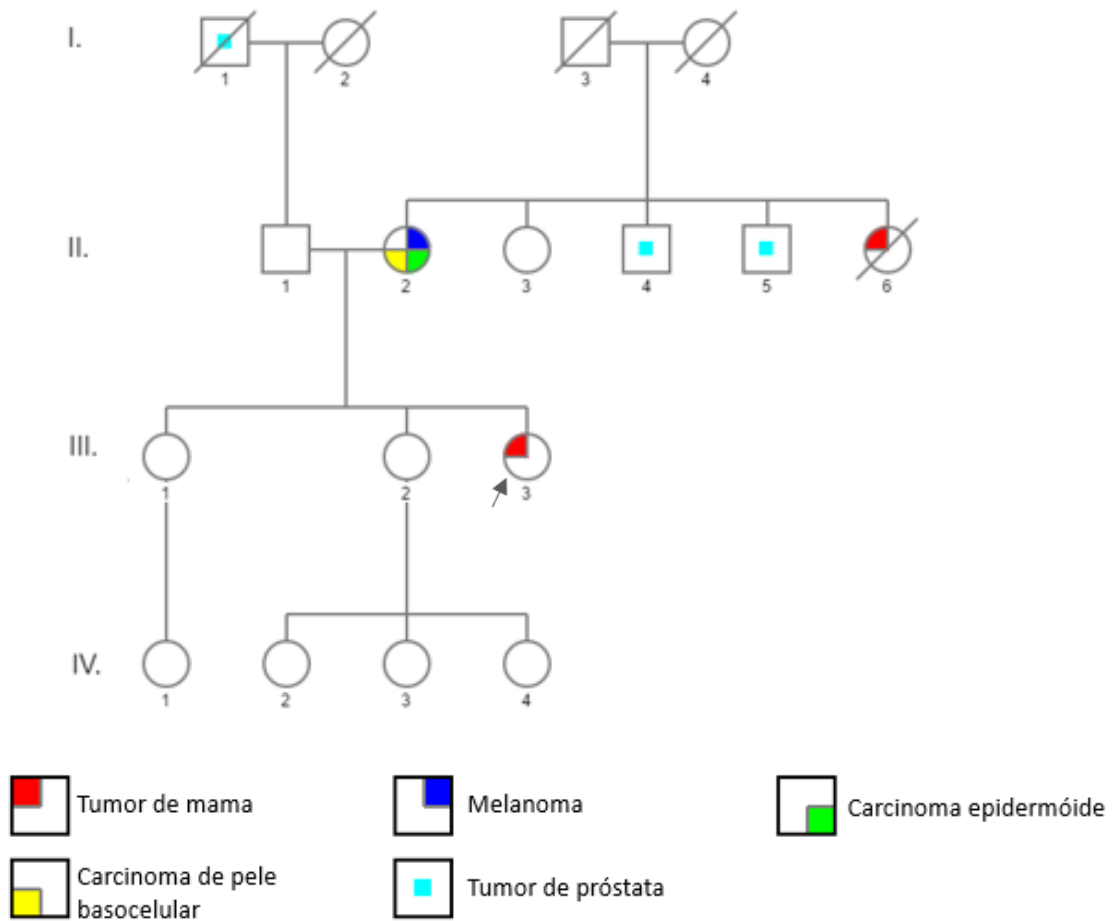 I.
1
2
3
4
II.
1
2
3
4
5
6
III.
1
2
3
IV.
1
2
3
4
Tumor de mama
Melanoma
Carcinoma epidermóide
Carcinoma de pele
basocelular
Tumor de próstata